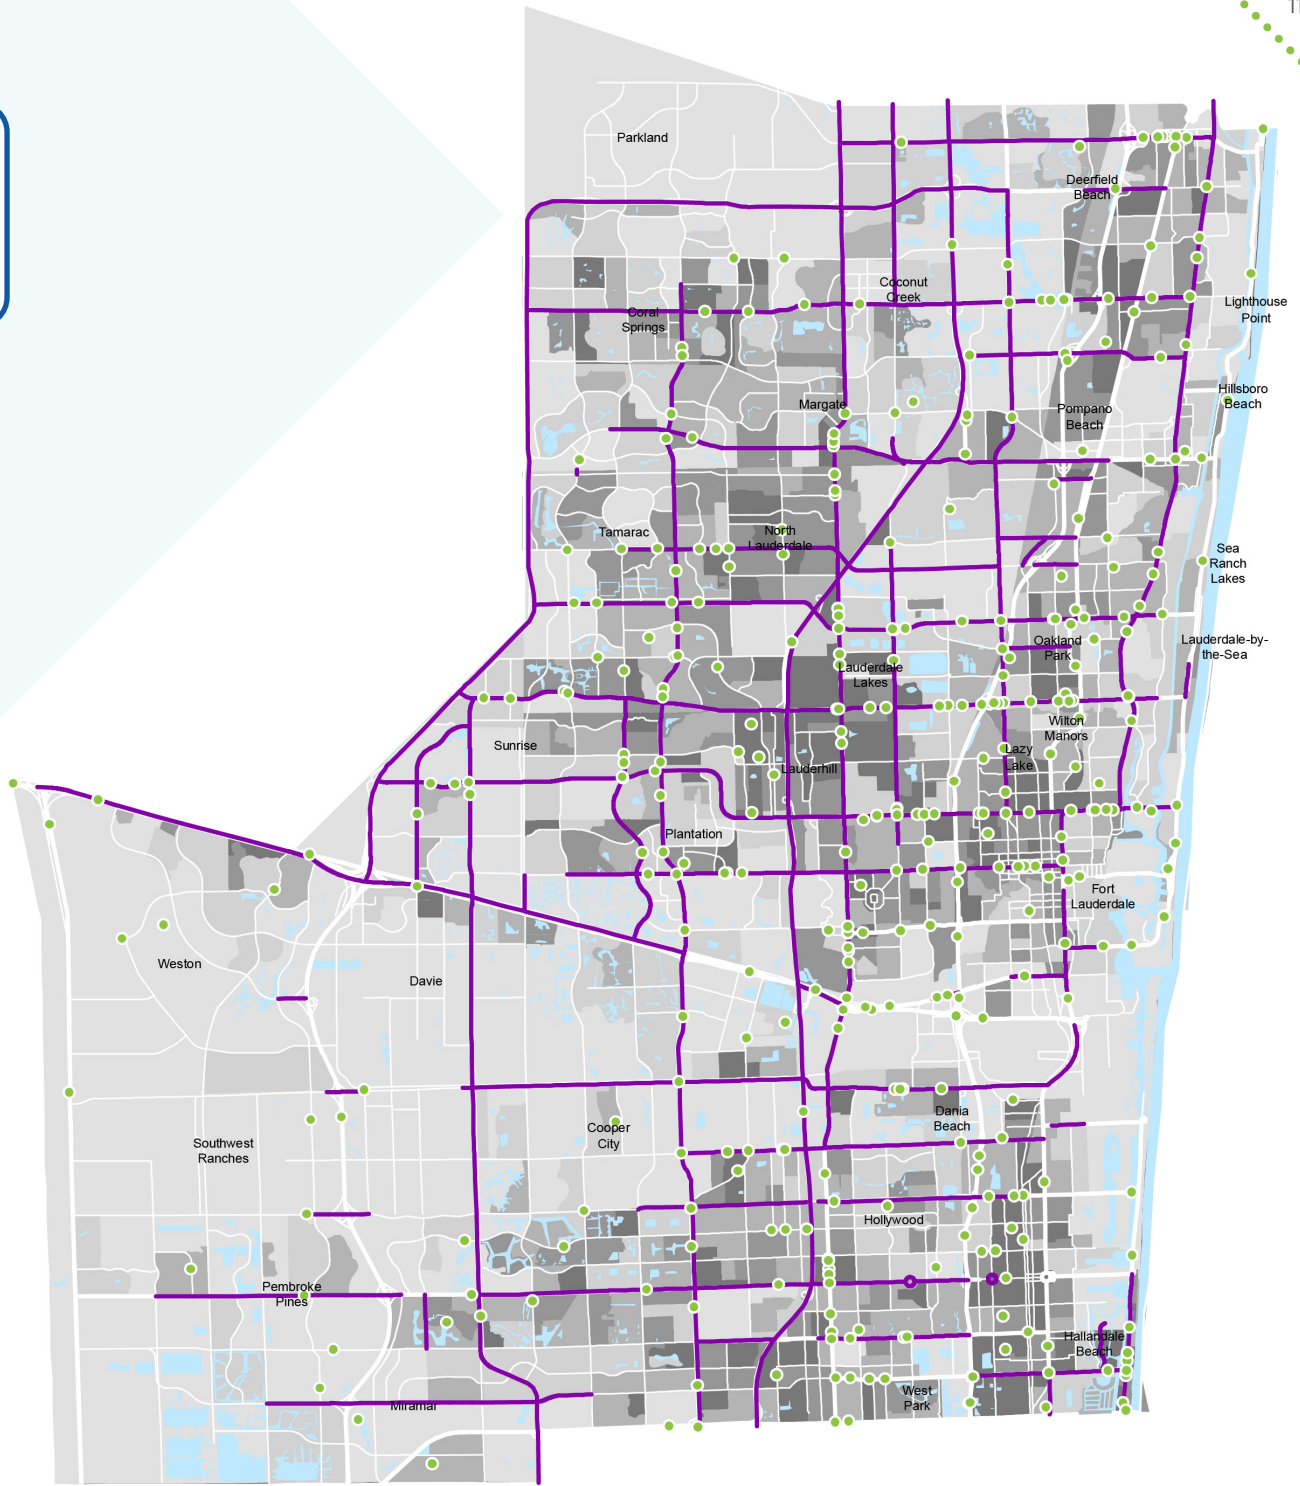 Parkland
Deerfield
Beach
Coconut
Creek
Lighthouse
Point
Coral
Springs
Hillsboro
Beach
Margate
Pompano
Beach
Tamarac
North
Lauderdale
Sea
Ranch
Lakes
Oakland
Park
Lauderdale-by-
the-Sea
Lauderdale
Lakes
Wilton
Manors
Sunrise
Lazy
Lake
Lauderhill
Plantation
Fort
Lauderdale
Weston
Davie
Dania
Beach
Cooper
City
Southwest
Ranches
Hollywood
Pembroke
Pines
Hallandale
Beach
West
Park
Miramar